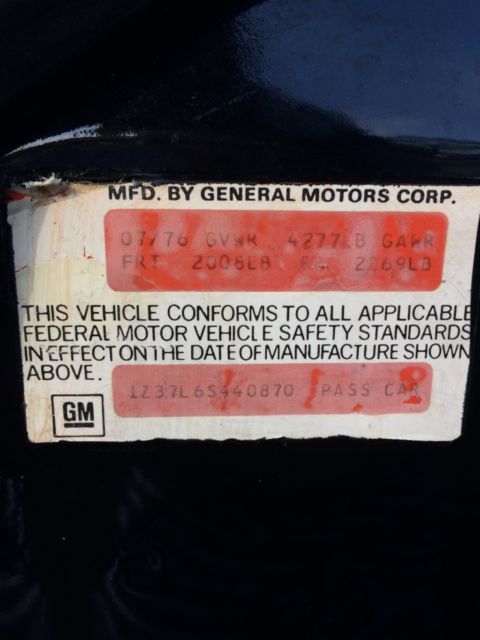 MFD. BY GENERAL MOTORS CORP.
07/76 GVWR 4277LB GAWR
FRT 2008LB RR 2269LB
THIS VEHICLE CONFORMS TO ALL APPLICABLE
FEDERAL MOTOR VEHICLE SAFETY STANDARDS
IN EFFECT ON THE DATE OF MANUFACTURE SHOWN
ABOVE.
1Z37L6S440870 PASS CAR
GM